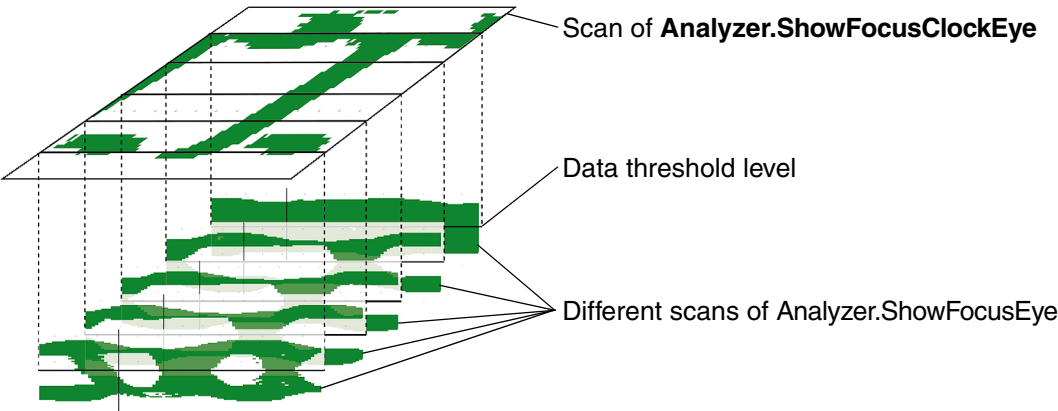 Scan of Analyzer.ShowFocusClockEye
Data threshold level
Different scans of Analyzer.ShowFocusEye